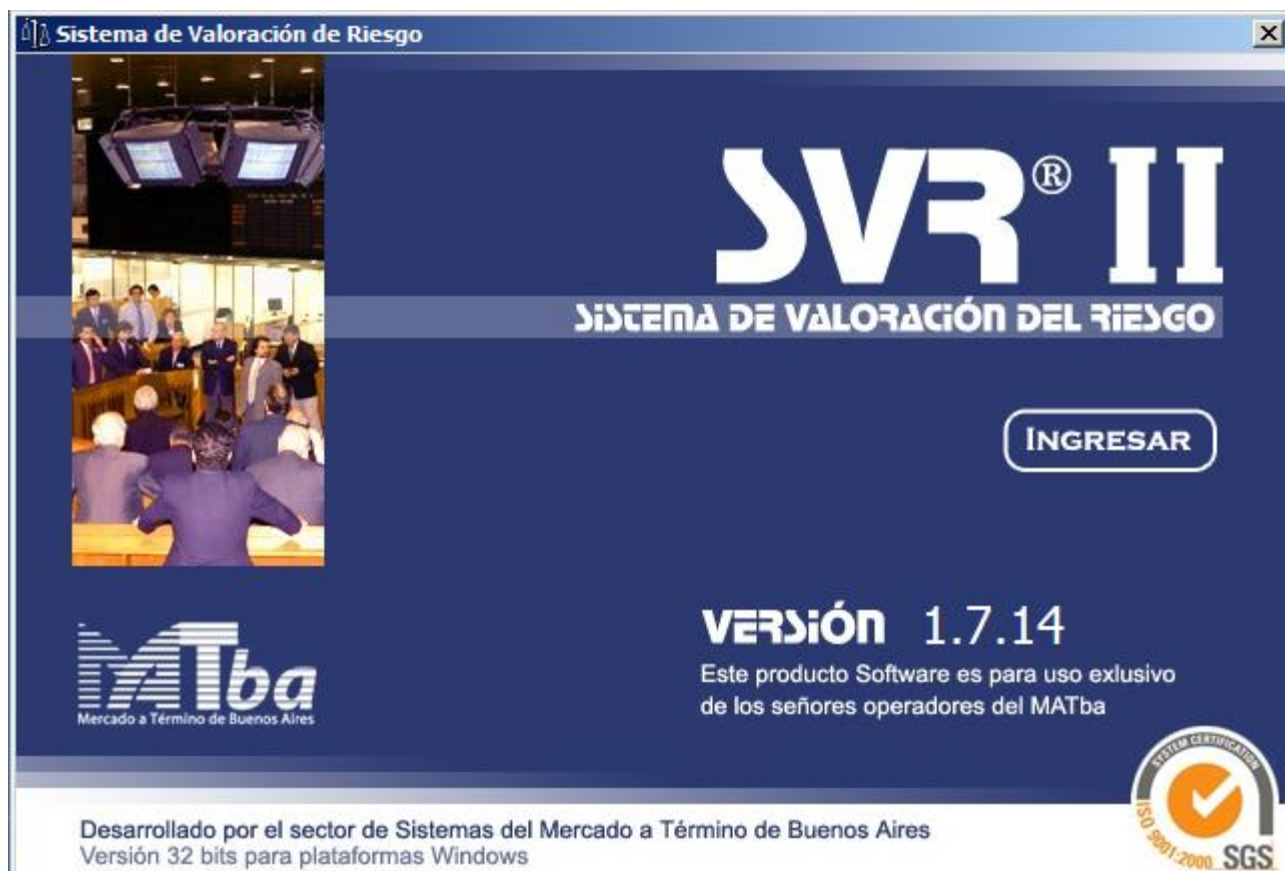 Sistema de Valoración de Riesgo
SVR® II
SISTEMA DE VALORACIÓN DEL RIESGO
INGRESAR
VERSIÓN 1.7.14
Este producto Software es para uso exlusivo
de los señores operadores del MATba
MATba
Mercado a Término de Buenos Aires
SYSTEM CERTIFICATION
ISO 9001:2000
SGS
Desarrollado por el sector de Sistemas del Mercado a Término de Buenos Aires
Versión 32 bits para plataformas Windows